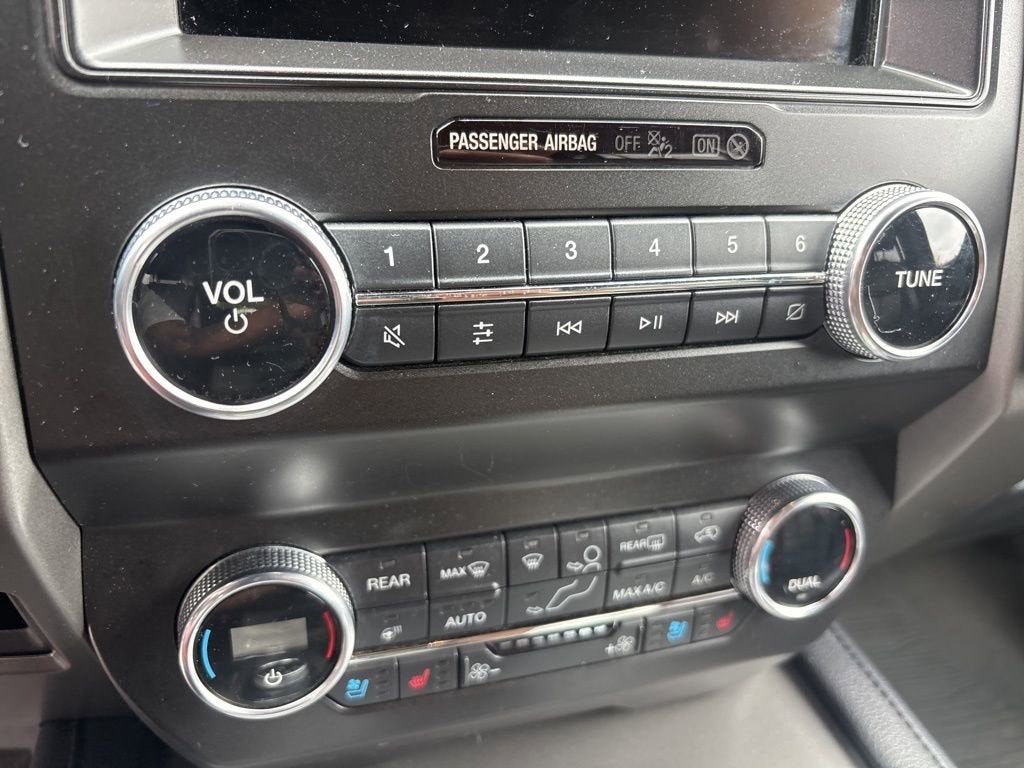 PASSENGER AIRBAG OFF ON
1 2 3 4 5 6
VOL
TUNE
REAR MAX REAR
AUTO MAX A/C A/C
DUAL